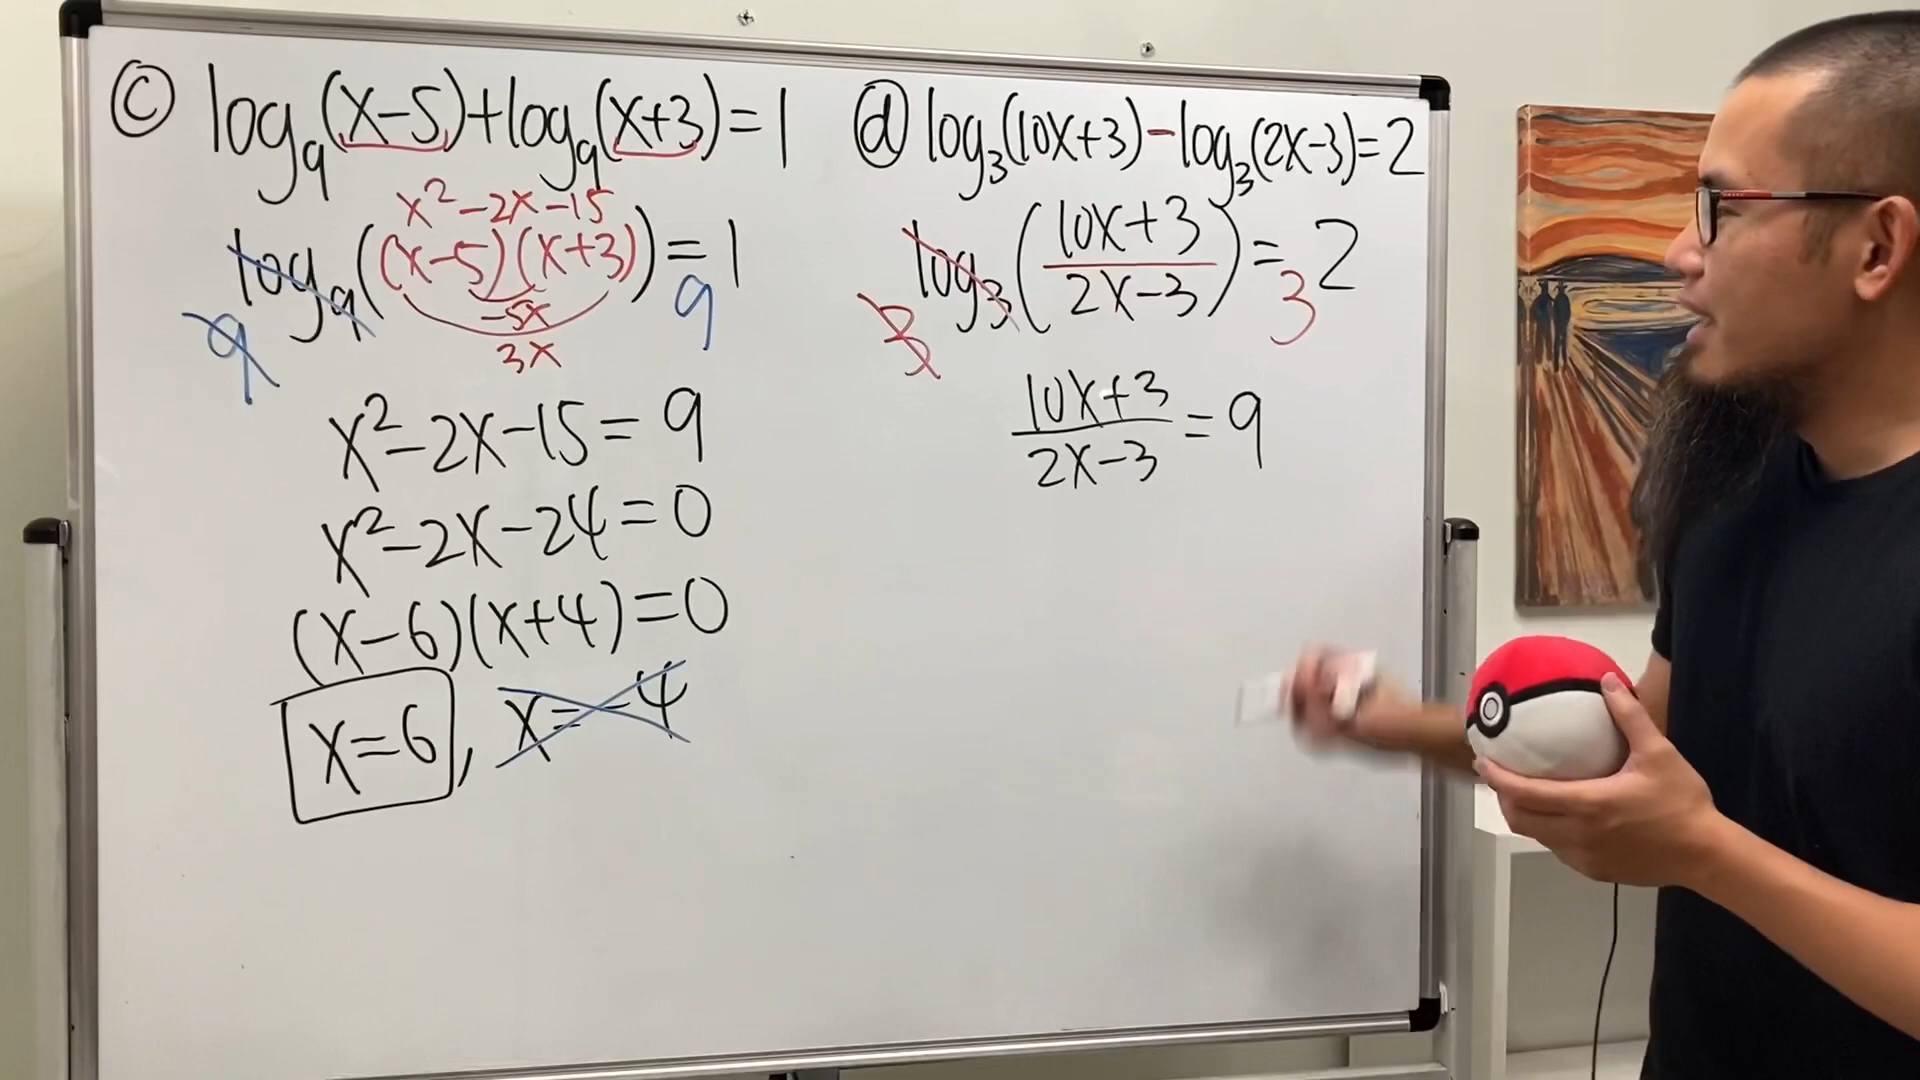 ⓒ log₉(x-5)+log₉(x+3)=1
x²-2x-15
log₉((x-5)(x+3))=1
9 9
-5x
3x
x²-2x-15=9
x²-2x-24=0
(x-6)(x+4)=0
x=6, x=-4
ⓓ log₃(10x+3)-log₃(2x-3)=2
log₃(10x+3/2x-3)=2
3 3
10x+3/2x-3=9